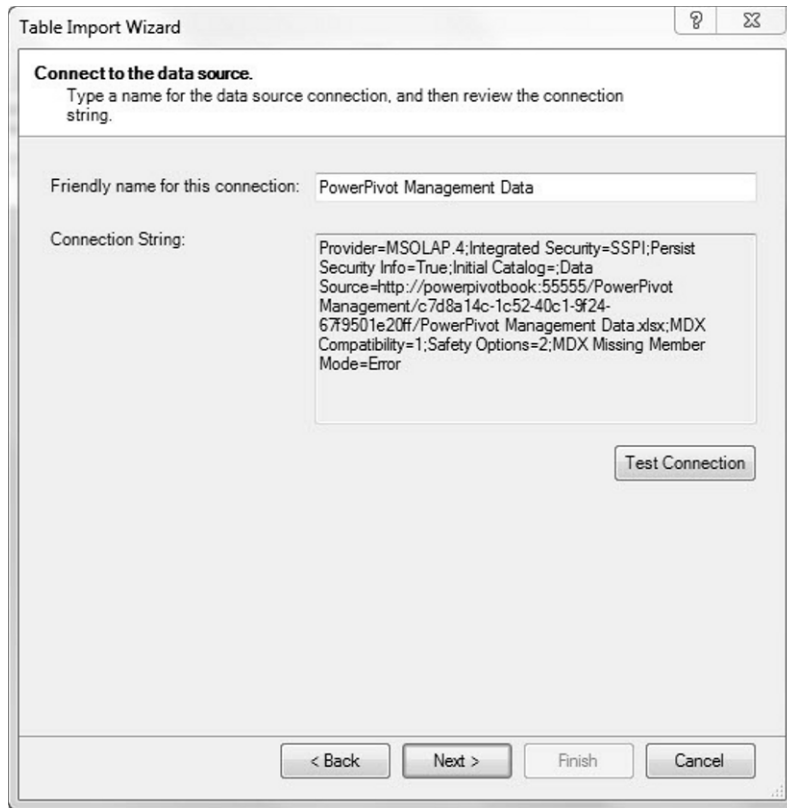 Table Import Wizard
Connect to the data source.
Type a name for the data source connection, and then review the connection
string.
Friendly name for this connection:
PowerPivot Management Data
Connection String:
Provider=MSOLAP.4;Integrated Security=SSPI;Persist
Security Info=True;Initial Catalog=;Data
Source=http://powerpivotbook:55555/PowerPivot
Management/c7d8a14c-1c52-40c1-9f24-
67f9501e20ff/PowerPivot Management Data.xlsx;MDX
Compatibility=1;Safety Options=2;MDX Missing Member
Mode=Error
Test Connection
< Back
Next >
Finish
Cancel